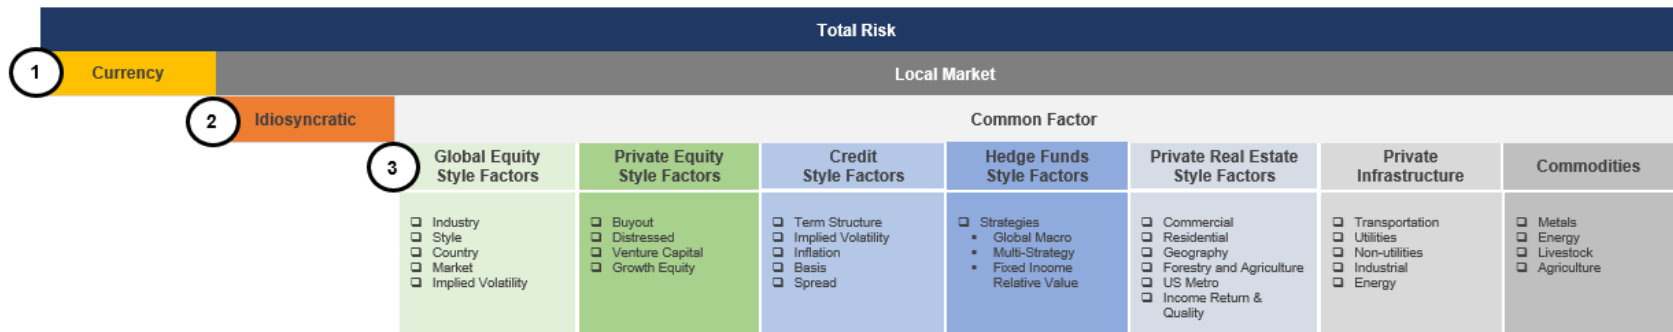 Total Risk
1 Currency Local Market
2 Idiosyncratic Common Factor
3
Global Equity
Style Factors
Private Equity
Style Factors
Credit
Style Factors
Hedge Funds
Style Factors
Private Real Estate
Style Factors
Private
Infrastructure
Commodities
Industry
Style
Country
Market
Implied Volatility
Buyout
Distressed
Venture Capital
Growth Equity
Term Structure
Implied Volatility
Inflation
Basis
Spread
Strategies
Global Macro
Multi-Strategy
Fixed Income
Relative Value
Commercial
Residential
Geography
Forestry and Agriculture
US Metro
Income Return &
Quality
Transportation
Utilities
Non-utilities
Industrial
Energy
Metals
Energy
Livestock
Agriculture